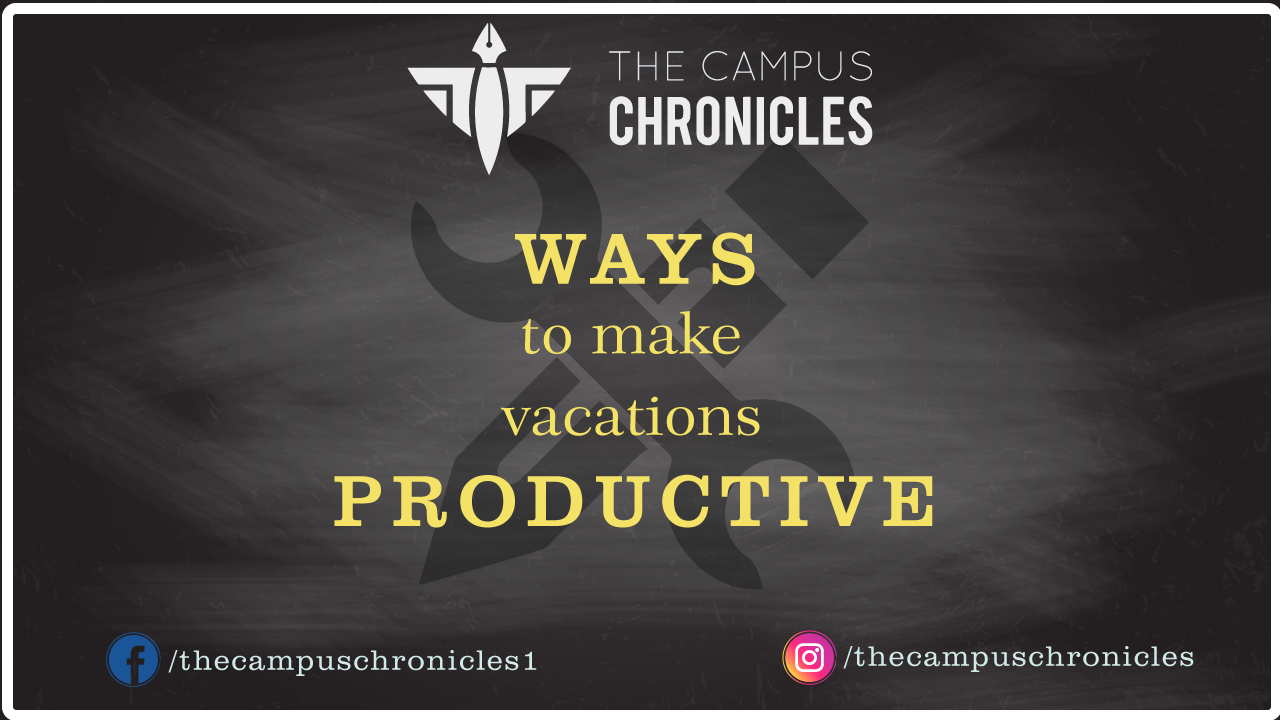 THE CAMPUS
CHRONICLES
WAYS
to make
vacations
PRODUCTIVE
/thecampuschronicles1
/thecampuschronicles